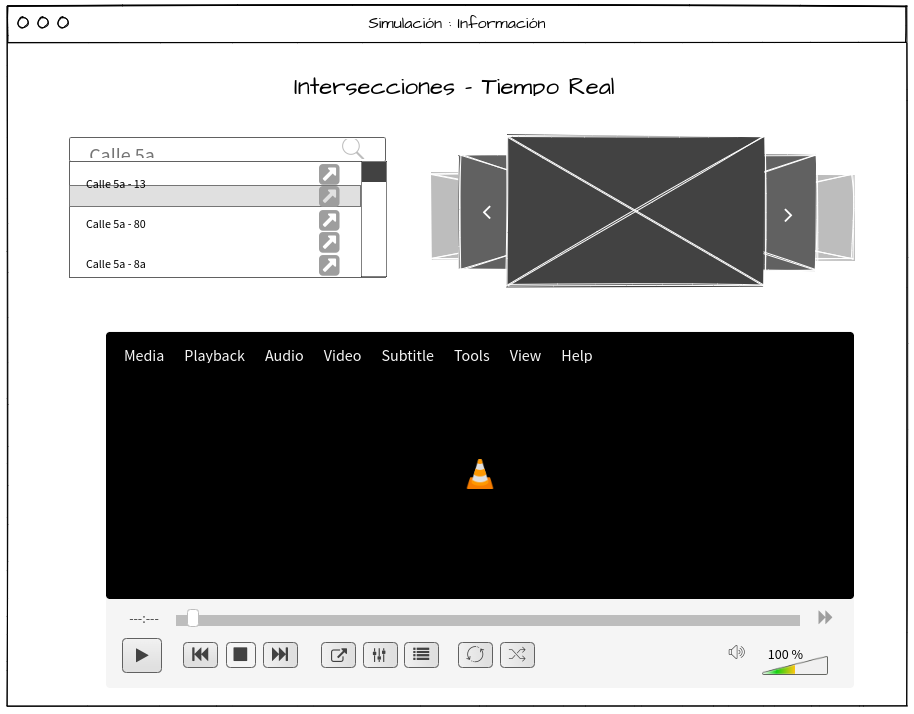 Simulación : Información
Intersecciones - Tiempo Real
Calle 5a
Calle 5a - 13
Calle 5a - 80
Calle 5a - 8a
Media Playback Audio Video Subtitle Tools View Help
---:---
100 %